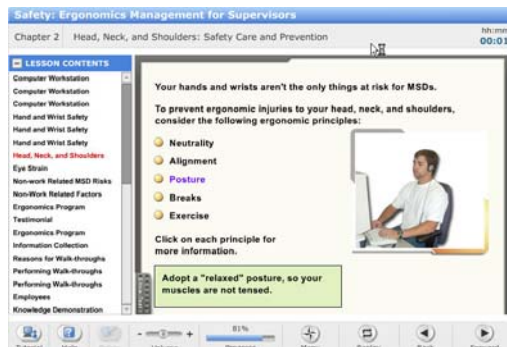 Safety: Ergonomics Management for Supervisors
Chapter 2 Head, Neck, and Shoulders: Safety Care and Prevention
hh:mm
00:01
LESSON CONTENTS
Computer Workstation
Computer Workstation
Computer Workstation
Hand and Wrist Safety
Hand and Wrist Safety
Hand and Wrist Safety
Head, Neck, and Shoulders
Eye Strain
Non-work Related MSD Risks
Non-Work Related Factors
Ergonomics Program
Testimonial
Ergonomics Program
Information Collection
Reasons for Walk-throughs
Performing Walk-throughs
Performing Walk-throughs
Employees
Knowledge Demonstration
Your hands and wrists aren't the only things at risk for MSDs.
To prevent ergonomic injuries to your head, neck, and shoulders,
consider the following ergonomic principles:
Neutrality
Alignment
Posture
Breaks
Exercise
Click on each principle for
more information.
Adopt a "relaxed" posture, so your
muscles are not tensed.
- +
81%